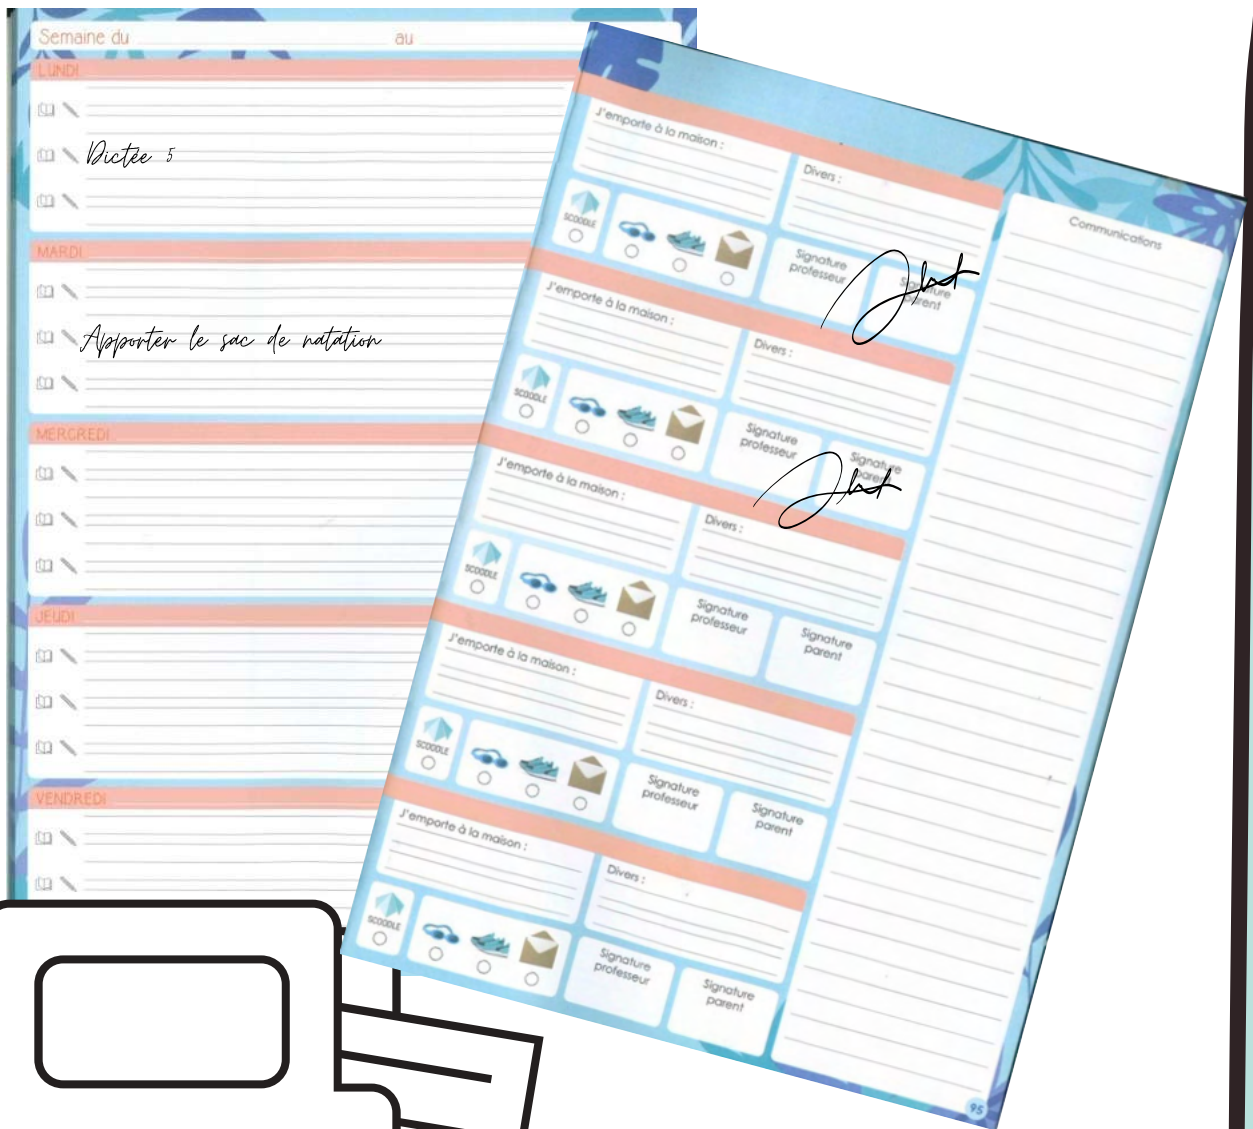 Semaine du au
LUNDI
Dictée 5
MARDI
Apporter le sac de natation
MERCREDI
JEUDI
VENDREDI
J'emporte à la maison :
Divers :
SCOODLE
Signature professeur
Signature parent
J'emporte à la maison :
Divers :
SCOODLE
Signature professeur
Signature parent
J'emporte à la maison :
Divers :
SCOODLE
Signature professeur
Signature parent
J'emporte à la maison :
Divers :
SCOODLE
Signature professeur
Signature parent
J'emporte à la maison :
Divers :
SCOODLE
Signature professeur
Signature parent
Communications
95